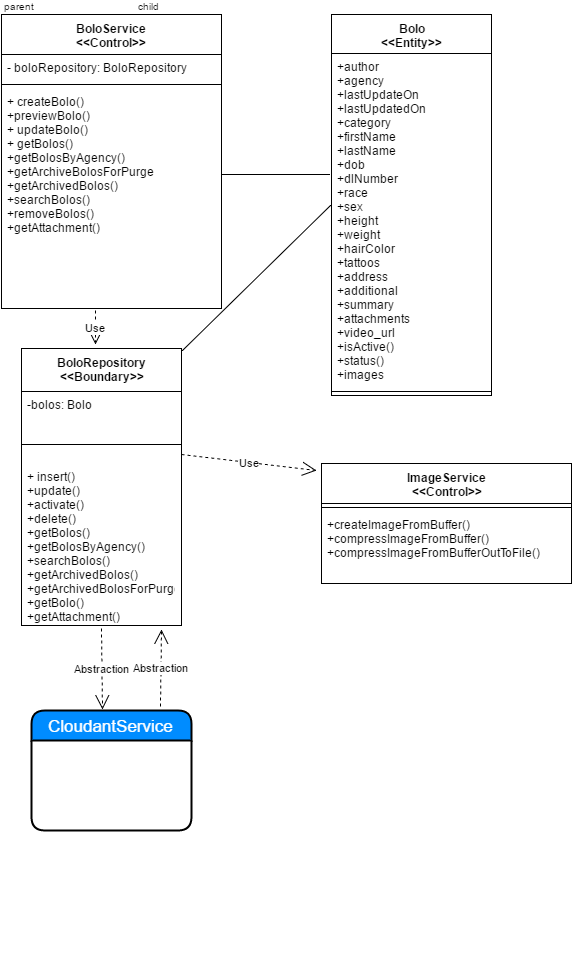 parent
child
BoloService
<<Control>>
- boloRepository: BoloRepository
+ createBolo()
+previewBolo()
+ updateBolo()
+ getBolos()
+getBolosByAgency()
+getArchiveBolosForPurge
+getArchivedBolos()
+searchBolos()
+removeBolos()
+getAttachment()
Bolo
<<Entity>>
+author
+agency
+lastUpdateOn
+lastUpdatedOn
+category
+firstName
+lastName
+dob
+dlNumber
+race
+sex
+height
+weight
+hairColor
+tattoos
+address
+additional
+summary
+attachments
+video_url
+isActive()
+status()
+images
Use
BoloRepository
<<Boundary>>
-bolos: Bolo
+ insert()
+update()
+activate()
+delete()
+getBolos()
+getBolosByAgency()
+searchBolos()
+getArchivedBolos()
+getArchivedBolosForPurg
+getBolo()
+getAttachment()
Use
ImageService
<<Control>>
+createImageFromBuffer()
+compressImageFromBuffer()
+compressImageFromBufferOutToFile()
Abstraction
Abstraction
CloudantService